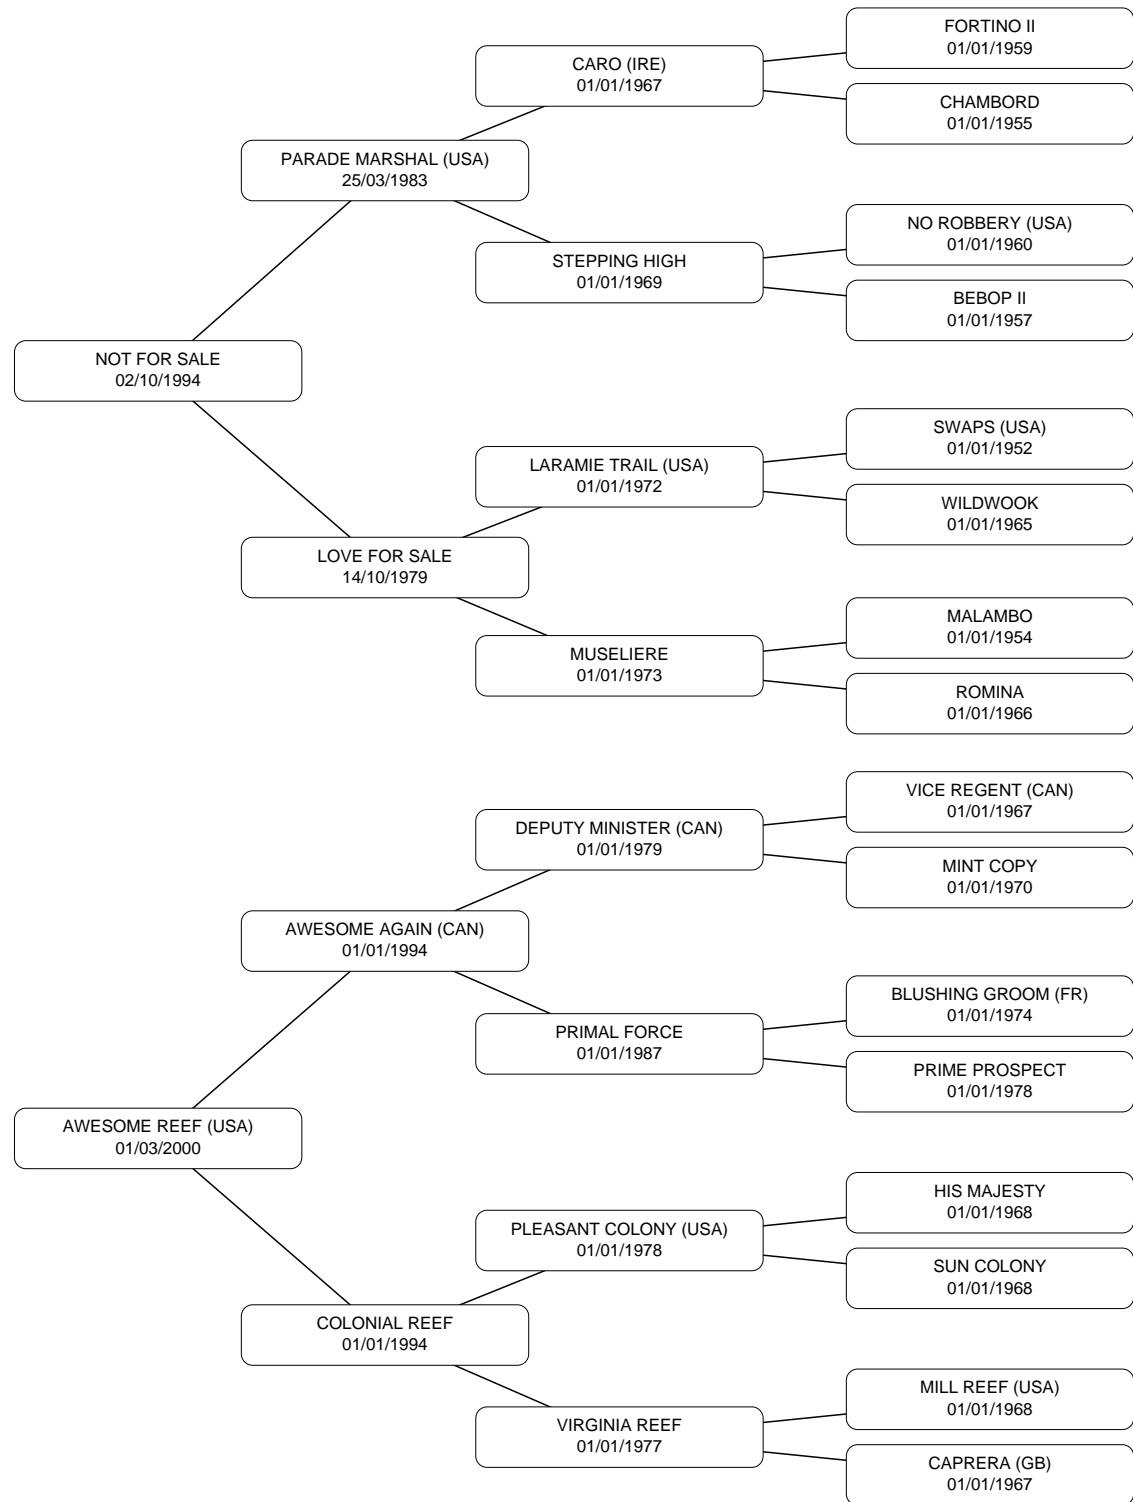 FORTINO II
01/01/1959
CARO (IRE)
01/01/1967
CHAMBORD
01/01/1955
PARADE MARSHAL (USA)
25/03/1983
NO ROBBERY (USA)
01/01/1960
STEPPING HIGH
01/01/1969
BEBOP II
01/01/1957
NOT FOR SALE
02/10/1994
SWAPS (USA)
01/01/1952
LARAMIE TRAIL (USA)
01/01/1972
WILDWOOK
01/01/1965
LOVE FOR SALE
14/10/1979
MALAMBO
01/01/1954
MUSELIERE
01/01/1973
ROMINA
01/01/1966
VICE REGENT (CAN)
01/01/1967
DEPUTY MINISTER (CAN)
01/01/1979
MINT COPY
01/01/1970
AWESOME AGAIN (CAN)
01/01/1994
BLUSHING GROOM (FR)
01/01/1974
PRIMAL FORCE
01/01/1987
PRIME PROSPECT
01/01/1978
AWESOME REEF (USA)
01/03/2000
HIS MAJESTY
01/01/1968
PLEASANT COLONY (USA)
01/01/1978
SUN COLONY
01/01/1968
COLONIAL REEF
01/01/1994
MILL REEF (USA)
01/01/1968
VIRGINIA REEF
01/01/1977
CAPRERA (GB)
01/01/1967